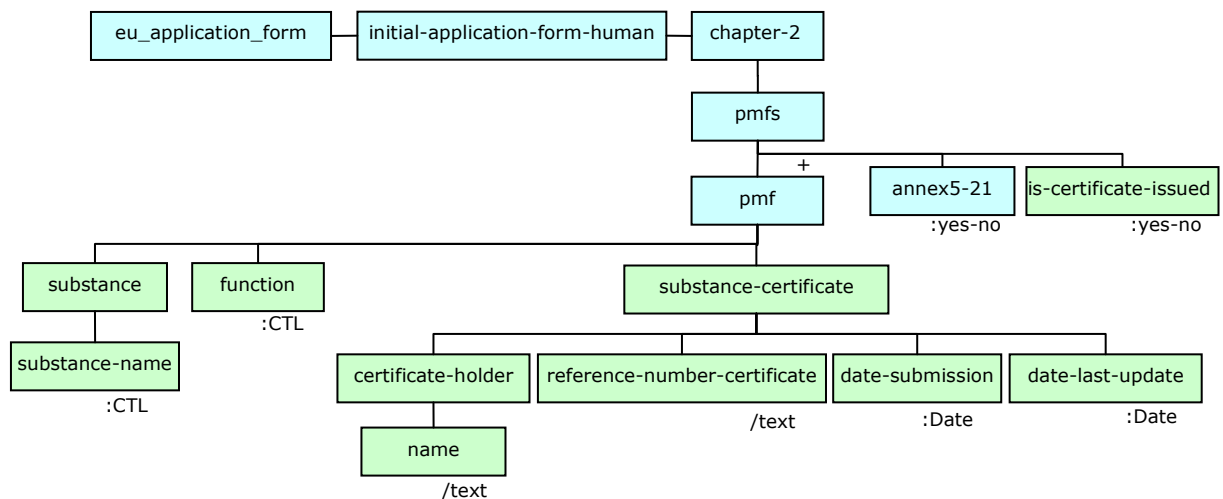 eu_application_form
initial-application-form-human
chapter-2
pmfs
+
pmf
annex5-21
:yes-no
is-certificate-issued
:yes-no
substance
function
:CTL
substance-certificate
substance-name
:CTL
certificate-holder
reference-number-certificate
/text
date-submission
:Date
date-last-update
:Date
name
/text